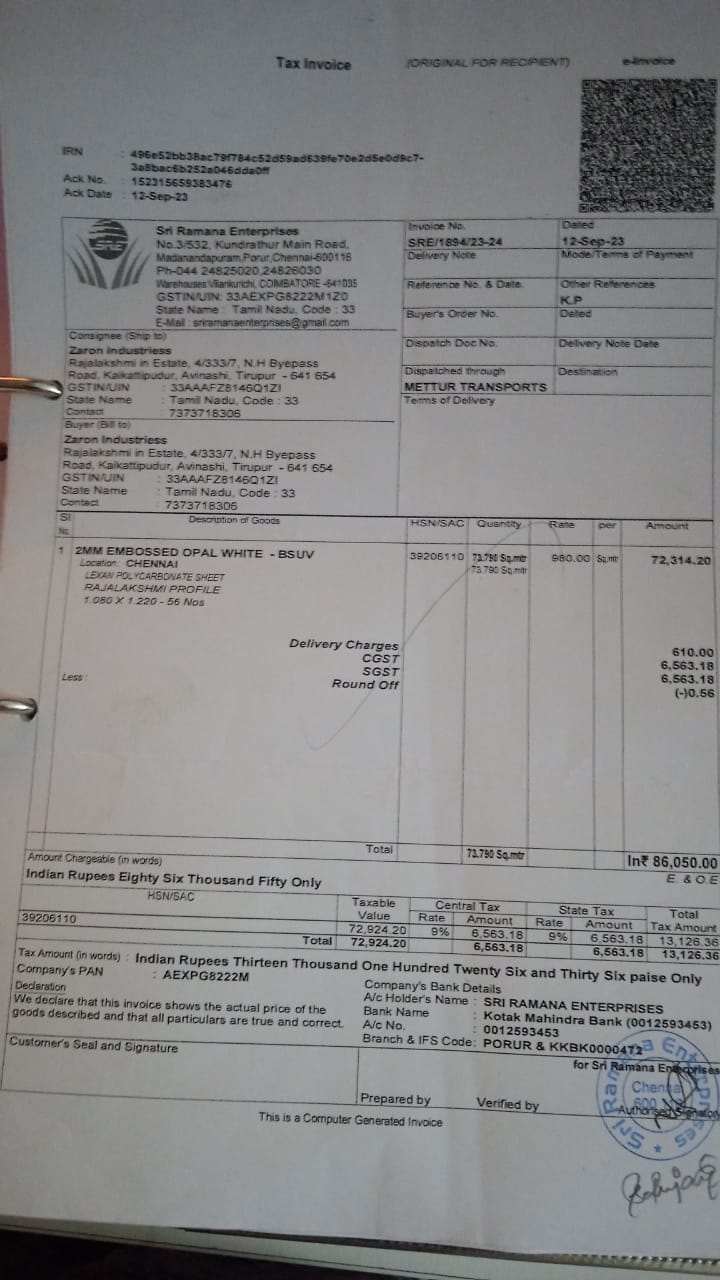 Tax Invoice (ORIGINAL FOR RECIPIENT) e-Invoice
IRN : 496e52bb38ac79f784c52d59ad639fe70e2d5e0d9c7-
3a8bac6b252a046dda0ff
Ack No. : 152315659383476
Ack Date : 12-Sep-23
SRE
Sri Ramana Enterprises
No.3/532, Kundrathur Main Road,
Madanandapuram,Porur,Chennai-600116
Ph-044 24825020,24826030
Warehouses:Vilankurichi, COIMBATORE -641035
GSTIN/UIN: 33AEXPG8222M1Z0
State Name : Tamil Nadu, Code : 33
E-Mail : sriramanaenterprises@gmail.com
Invoice No. Dated
SRE/1894/23-24 12-Sep-23
Delivery Note Mode/Terms of Payment
Reference No. & Date. Other References
K.P
Buyer's Order No. Dated
Dispatch Doc No. Delivery Note Date
Dispatched through Destination
METTUR TRANSPORTS
Terms of Delivery
Consignee (Ship to)
Zaron Industriess
Rajalakshmi in Estate, 4/333/7, N.H Byepass
Road, Kaikattipudur, Avinashi, Tirupur - 641 654
GSTIN/UIN : 33AAAFZ8146Q1ZI
State Name : Tamil Nadu, Code : 33
Contact : 7373718306
Buyer (Bill to)
Zaron Industriess
Rajalakshmi in Estate, 4/333/7, N.H Byepass
Road, Kaikattipudur, Avinashi, Tirupur - 641 654
GSTIN/UIN : 33AAAFZ8146Q1ZI
State Name : Tamil Nadu, Code : 33
Contact : 7373718306
Sl No. Description of Goods HSN/SAC Quantity Rate per Amount
1 2MM EMBOSSED OPAL WHITE - BSUV 39206110 73.790 Sq.mtr 980.00 Sq.mtr 72,314.20
Location: CHENNAI 73.790 Sq.mtr
LEXAN POLYCARBONATE SHEET
RAJALAKSHMI PROFILE
1.080 X 1.220 - 56 Nos
Delivery Charges 610.00
CGST 6,563.18
SGST 6,563.18
Less : Round Off (-)0.56
Total 73.790 Sq.mtr In₹ 86,050.00
Amount Chargeable (in words) E. & O.E
Indian Rupees Eighty Six Thousand Fifty Only
HSN/SAC Taxable Value Central Tax State Tax Total Tax Amount
Rate Amount Rate Amount
39206110 72,924.20 9% 6,563.18 9% 6,563.18 13,126.36
Total 72,924.20 6,563.18 6,563.18 13,126.36
Tax Amount (in words) : Indian Rupees Thirteen Thousand One Hundred Twenty Six and Thirty Six paise Only
Company's PAN : AEXPG8222M
Declaration
We declare that this invoice shows the actual price of the
goods described and that all particulars are true and correct.
Company's Bank Details
A/c Holder's Name : SRI RAMANA ENTERPRISES
Bank Name : Kotak Mahindra Bank (0012593453)
A/c No. : 0012593453
Branch & IFS Code: PORUR & KKBK0000472
Customer's Seal and Signature
for Sri Ramana Enterprises
Prepared by Verified by Authorised Signatory
Sri Ramana Enterprises
This is a Computer Generated Invoice